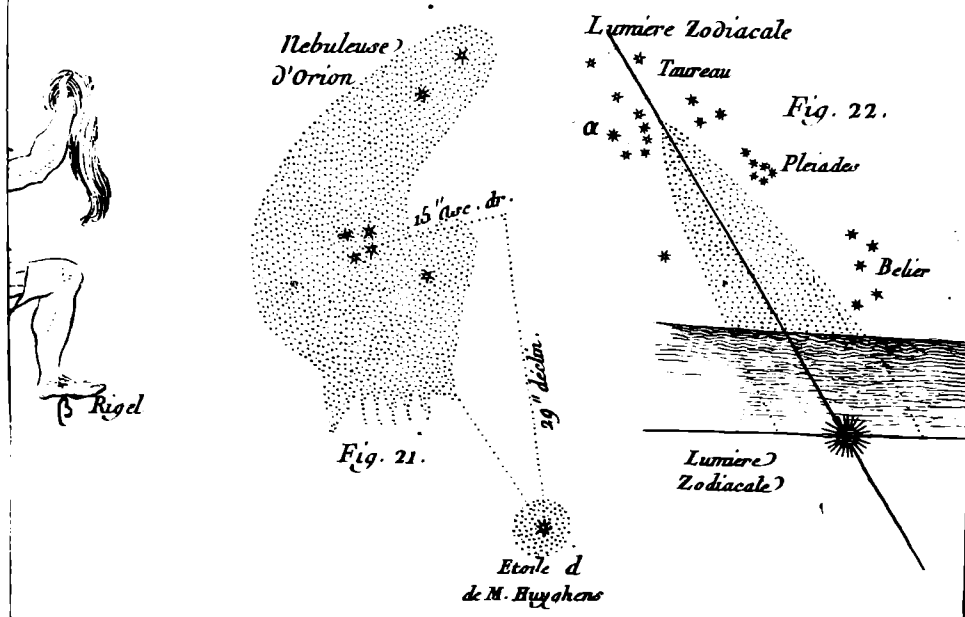 Nebuleuse
d'Orion
15" asc. dr.
29" déclin.
Fig. 21.
Etoile d
de M. Huyghens
β Rigel
Lumiere Zodiacale
Taureau
Fig. 22.
α
Pleiades
Belier
Lumiere
Zodiacale